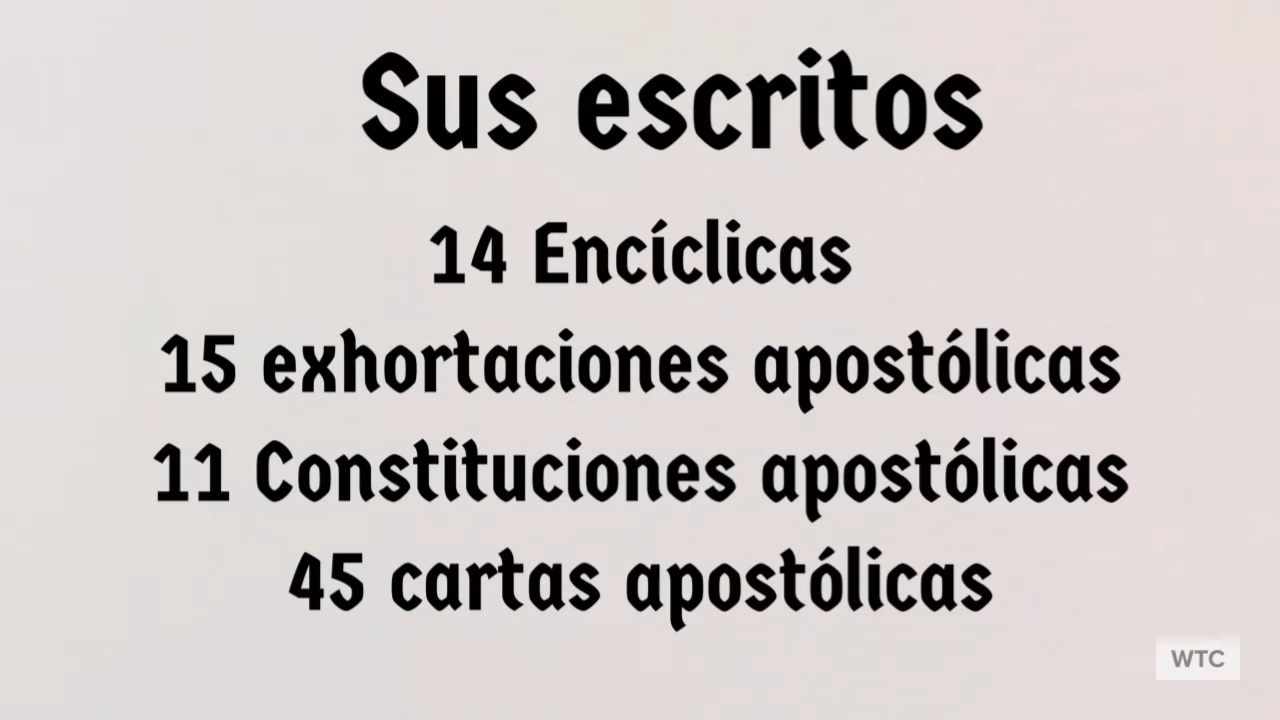 Sus escritos
14 Encíclicas
15 exhortaciones apostólicas
11 Constituciones apostólicas
45 cartas apostólicas
WTC